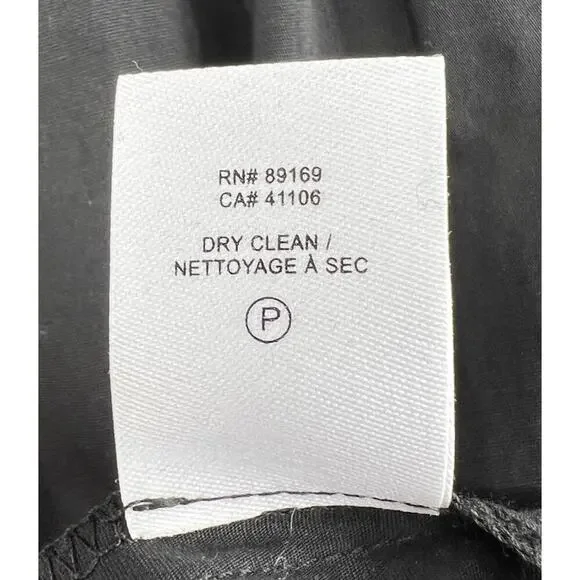 RN# 89169
CA# 41106
DRY CLEAN /
NETTOYAGE À SEC
P